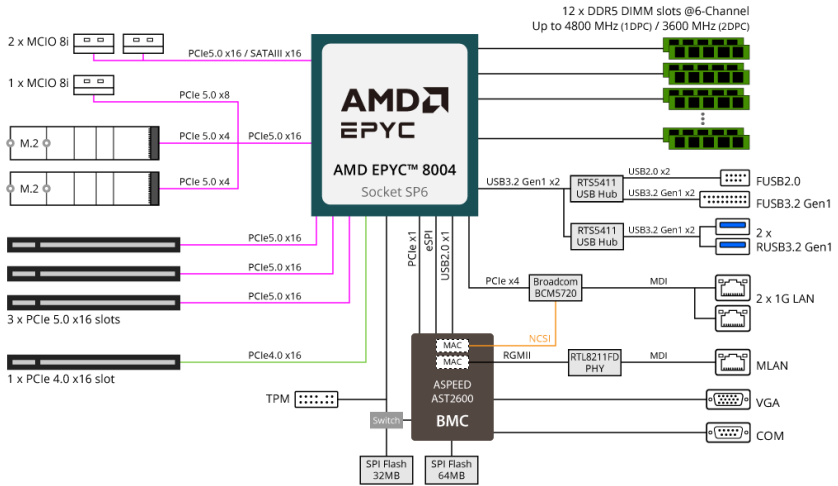 12 x DDR5 DIMM slots @6-Channel
Up to 4800 MHz (1DPC) / 3600 MHz (2DPC)
2 x MCIO 8i
PCIe5.0 x16 / SATAIII x16
1 x MCIO 8i
PCIe 5.0 x8
M.2
PCIe 5.0 x4
PCIe5.0 x16
M.2
PCIe 5.0 x4
AMD
EPYC
AMD EPYC™ 8004
Socket SP6
USB3.2 Gen1 x2
RTS5411
USB Hub
USB2.0 x2
FUSB2.0
USB3.2 Gen1 x2
FUSB3.2 Gen1
RTS5411
USB Hub
USB3.2 Gen1 x2
2 x
RUSB3.2 Gen1
PCIe5.0 x16
PCIe5.0 x16
PCIe5.0 x16
3 x PCIe 5.0 x16 slots
PCIe4.0 x16
1 x PCIe 4.0 x16 slot
PCIe x1
eSPI
USB2.0 x1
PCIe x4
Broadcom
BCM5720
MDI
2 x 1G LAN
NCSI
MAC
MAC
RGMII
RTL8211FD
PHY
MDI
MLAN
ASPEED
AST2600
BMC
TPM
Switch
VGA
COM
SPI Flash
32MB
SPI Flash
64MB